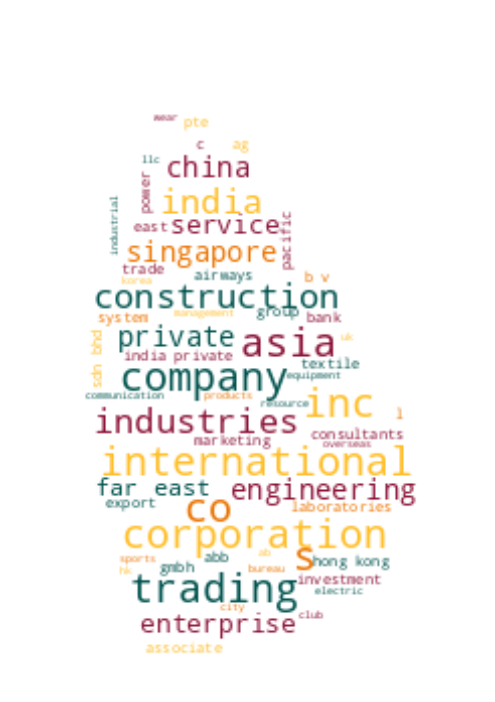 wear
pte
c ag
llc china
power
india
industrial
east service
pacific
singapore
trade
airways
korea
b v
construction
management
group
system bank
private asia
uk
sdn bhd
india private
textile
company
equipment
communication
products
resource
inc
l
industries
consultants
marketing
overseas
international
far east engineering
export
co
laboratories
corporation
s
ab
sports
abb
hong kong
gmbh
bureau
hk
trading
investment
electric
city
club
enterprise
associate